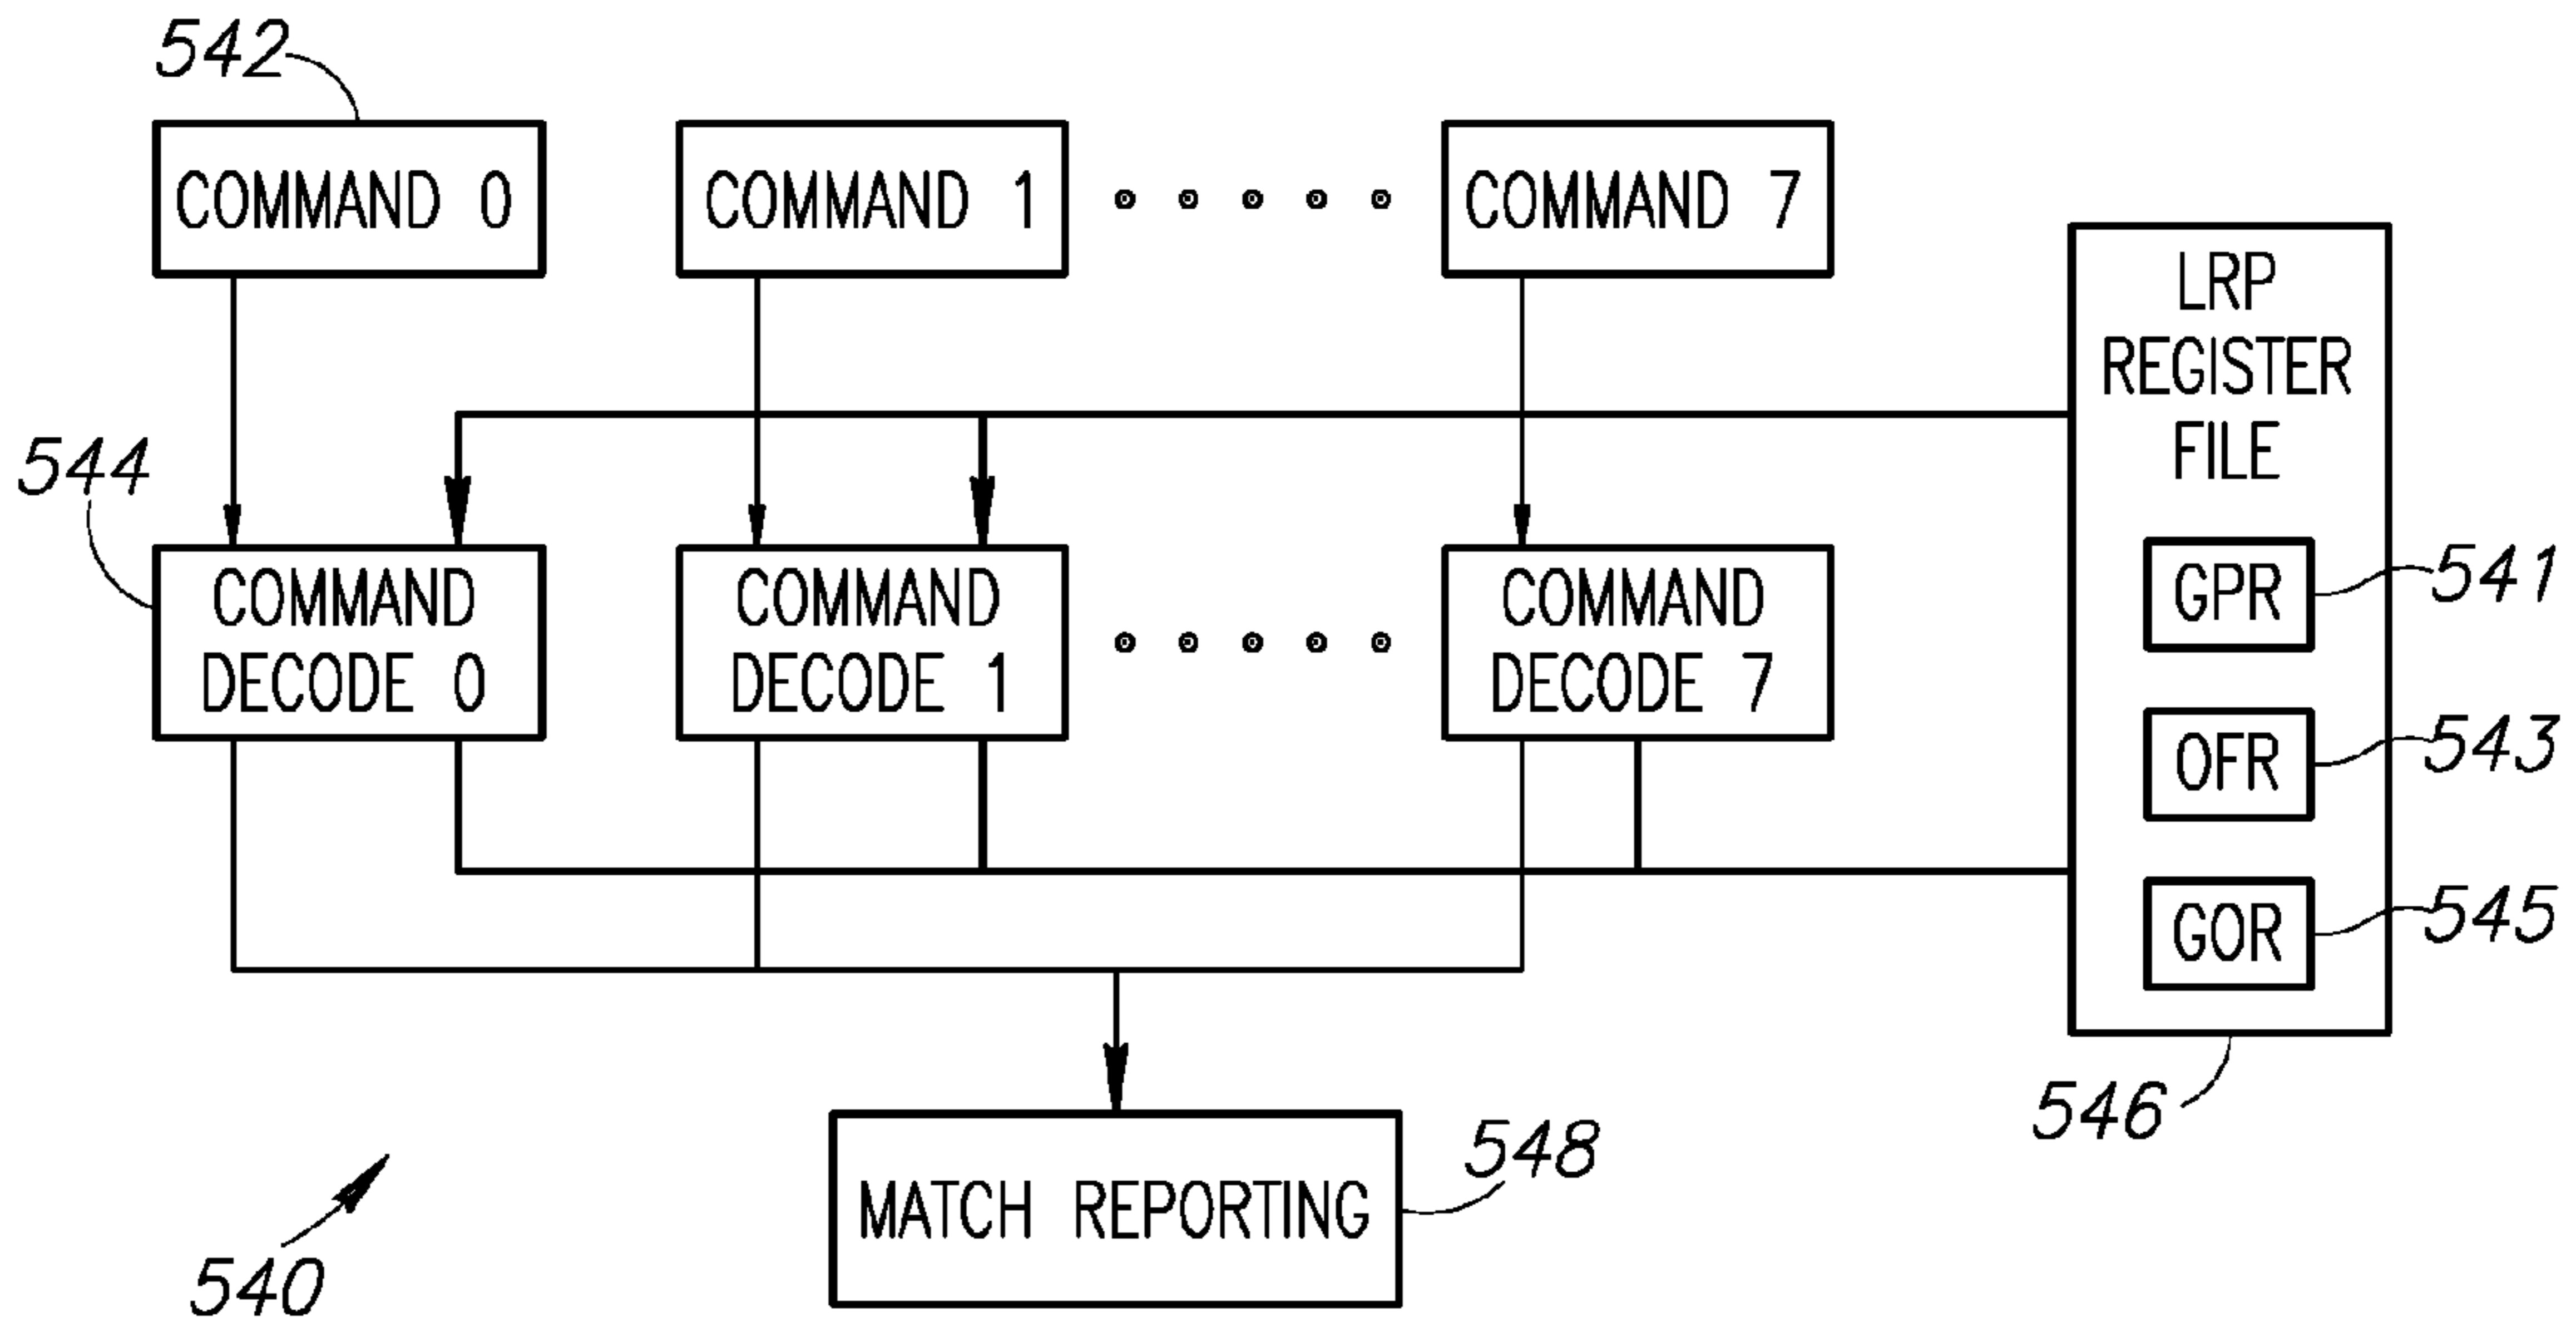 542
COMMAND 0
COMMAND 1
COMMAND 7
LRP
REGISTER
FILE
544
COMMAND
DECODE 0
COMMAND
DECODE 1
COMMAND
DECODE 7
GPR
541
OFR
543
GOR
545
546
MATCH REPORTING
548
540